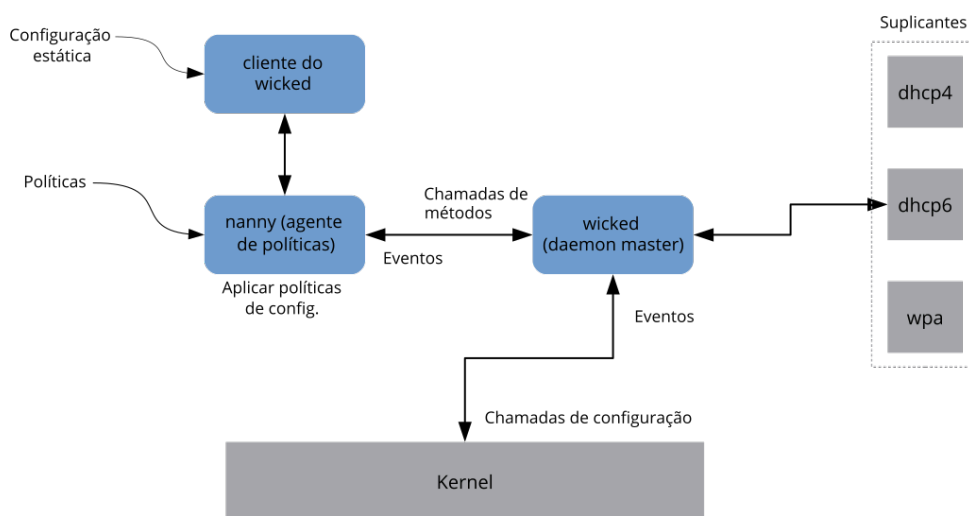 Suplicantes
Configuração
estática
cliente do
wicked
dhcp4
Políticas
nanny (agente
de políticas)
Aplicar políticas
de config.
Chamadas de
métodos
Eventos
wicked
(daemon master)
dhcp6
Eventos
wpa
Chamadas de configuração
Kernel